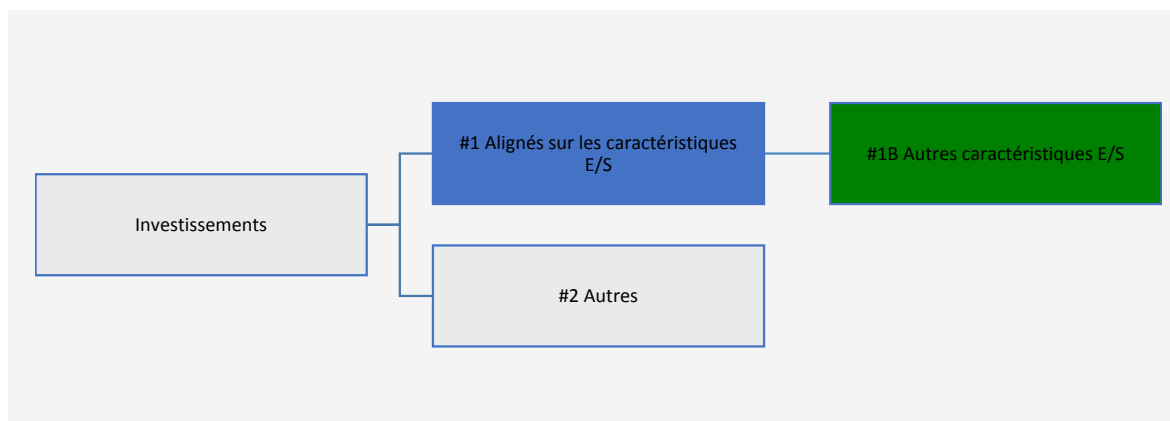 #1 Alignés sur les caractéristiques
E/S
#1B Autres caractéristiques E/S
Investissements
#2 Autres